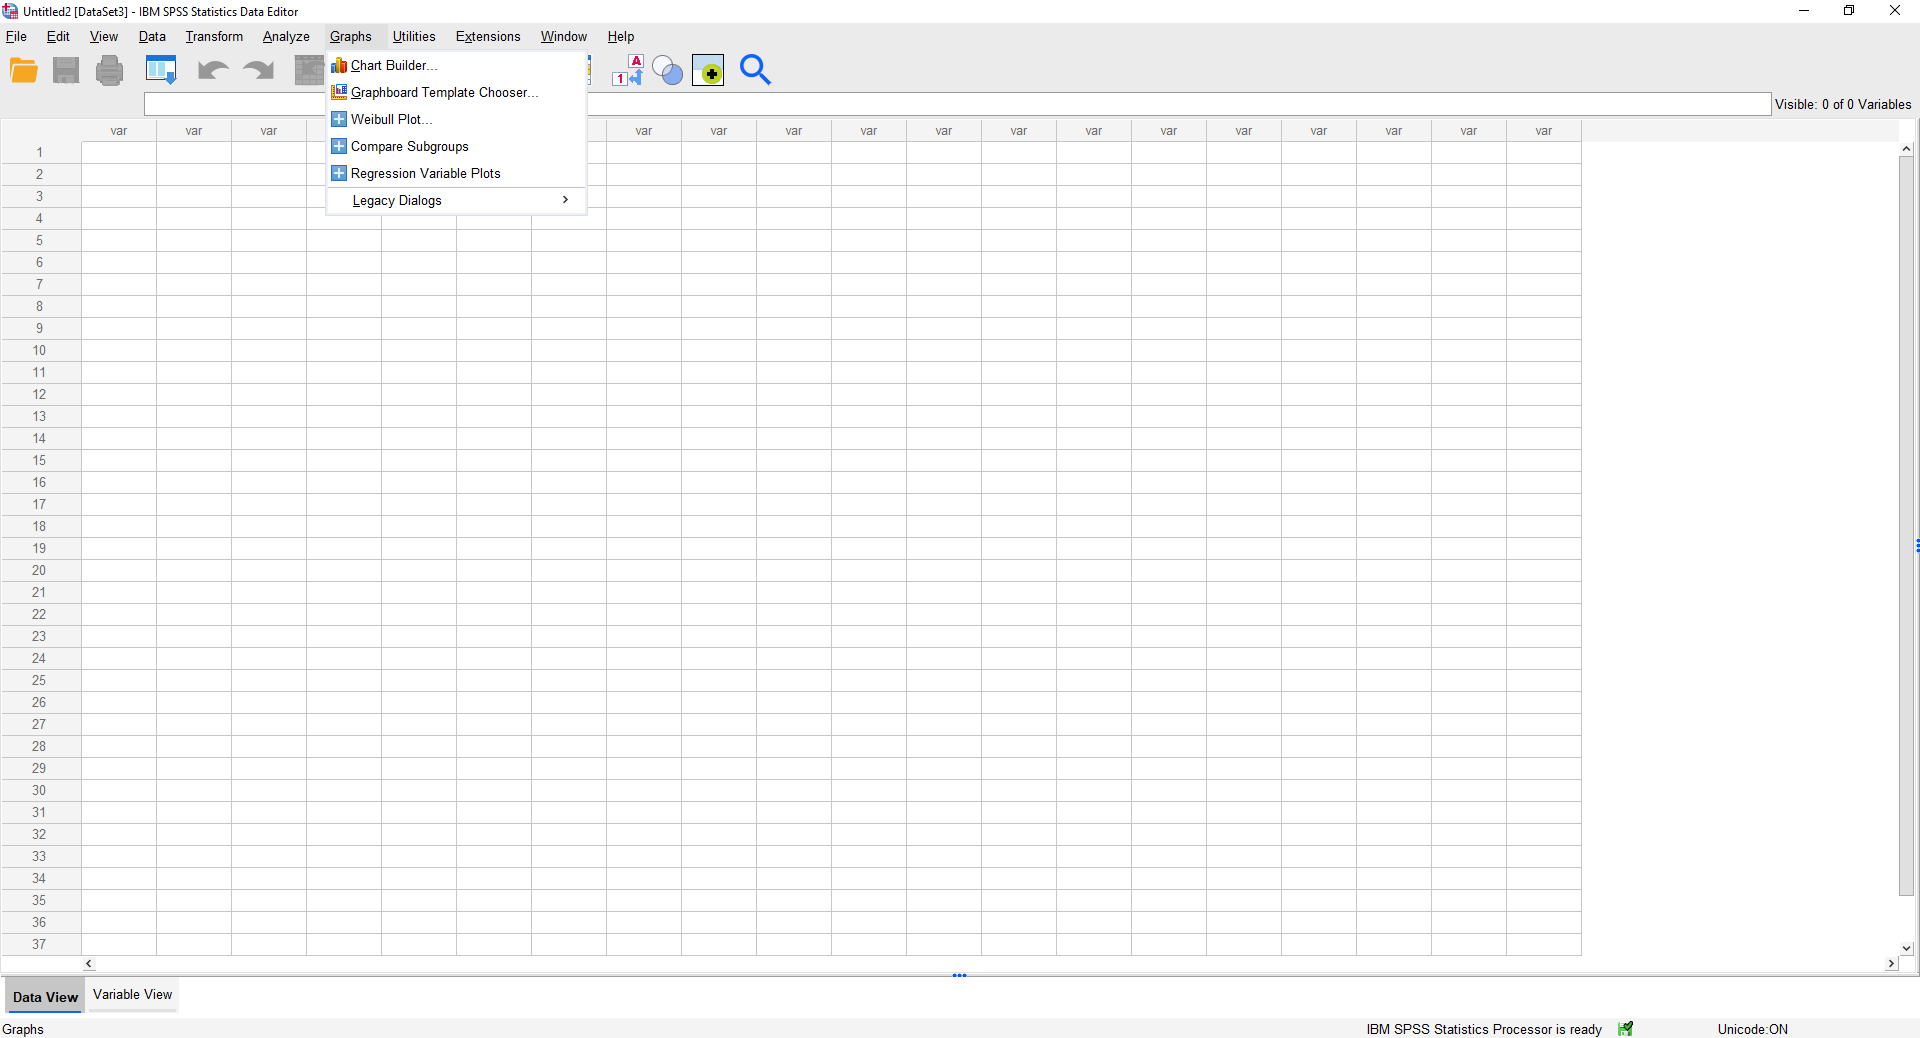 Untitled2 [DataSet3] - IBM SPSS Statistics Data Editor
File Edit View Data Transform Analyze Graphs Utilities Extensions Window Help
Chart Builder...
Graphboard Template Chooser...
Weibull Plot...
Compare Subgroups
Regression Variable Plots
Legacy Dialogs
A
1
Visible: 0 of 0 Variables
var var var var var var var var var var var var var var var var
1
2
3
4
5
6
7
8
9
10
11
12
13
14
15
16
17
18
19
20
21
22
23
24
25
26
27
28
29
30
31
32
33
34
35
36
37
Data View Variable View
Graphs IBM SPSS Statistics Processor is ready Unicode:ON